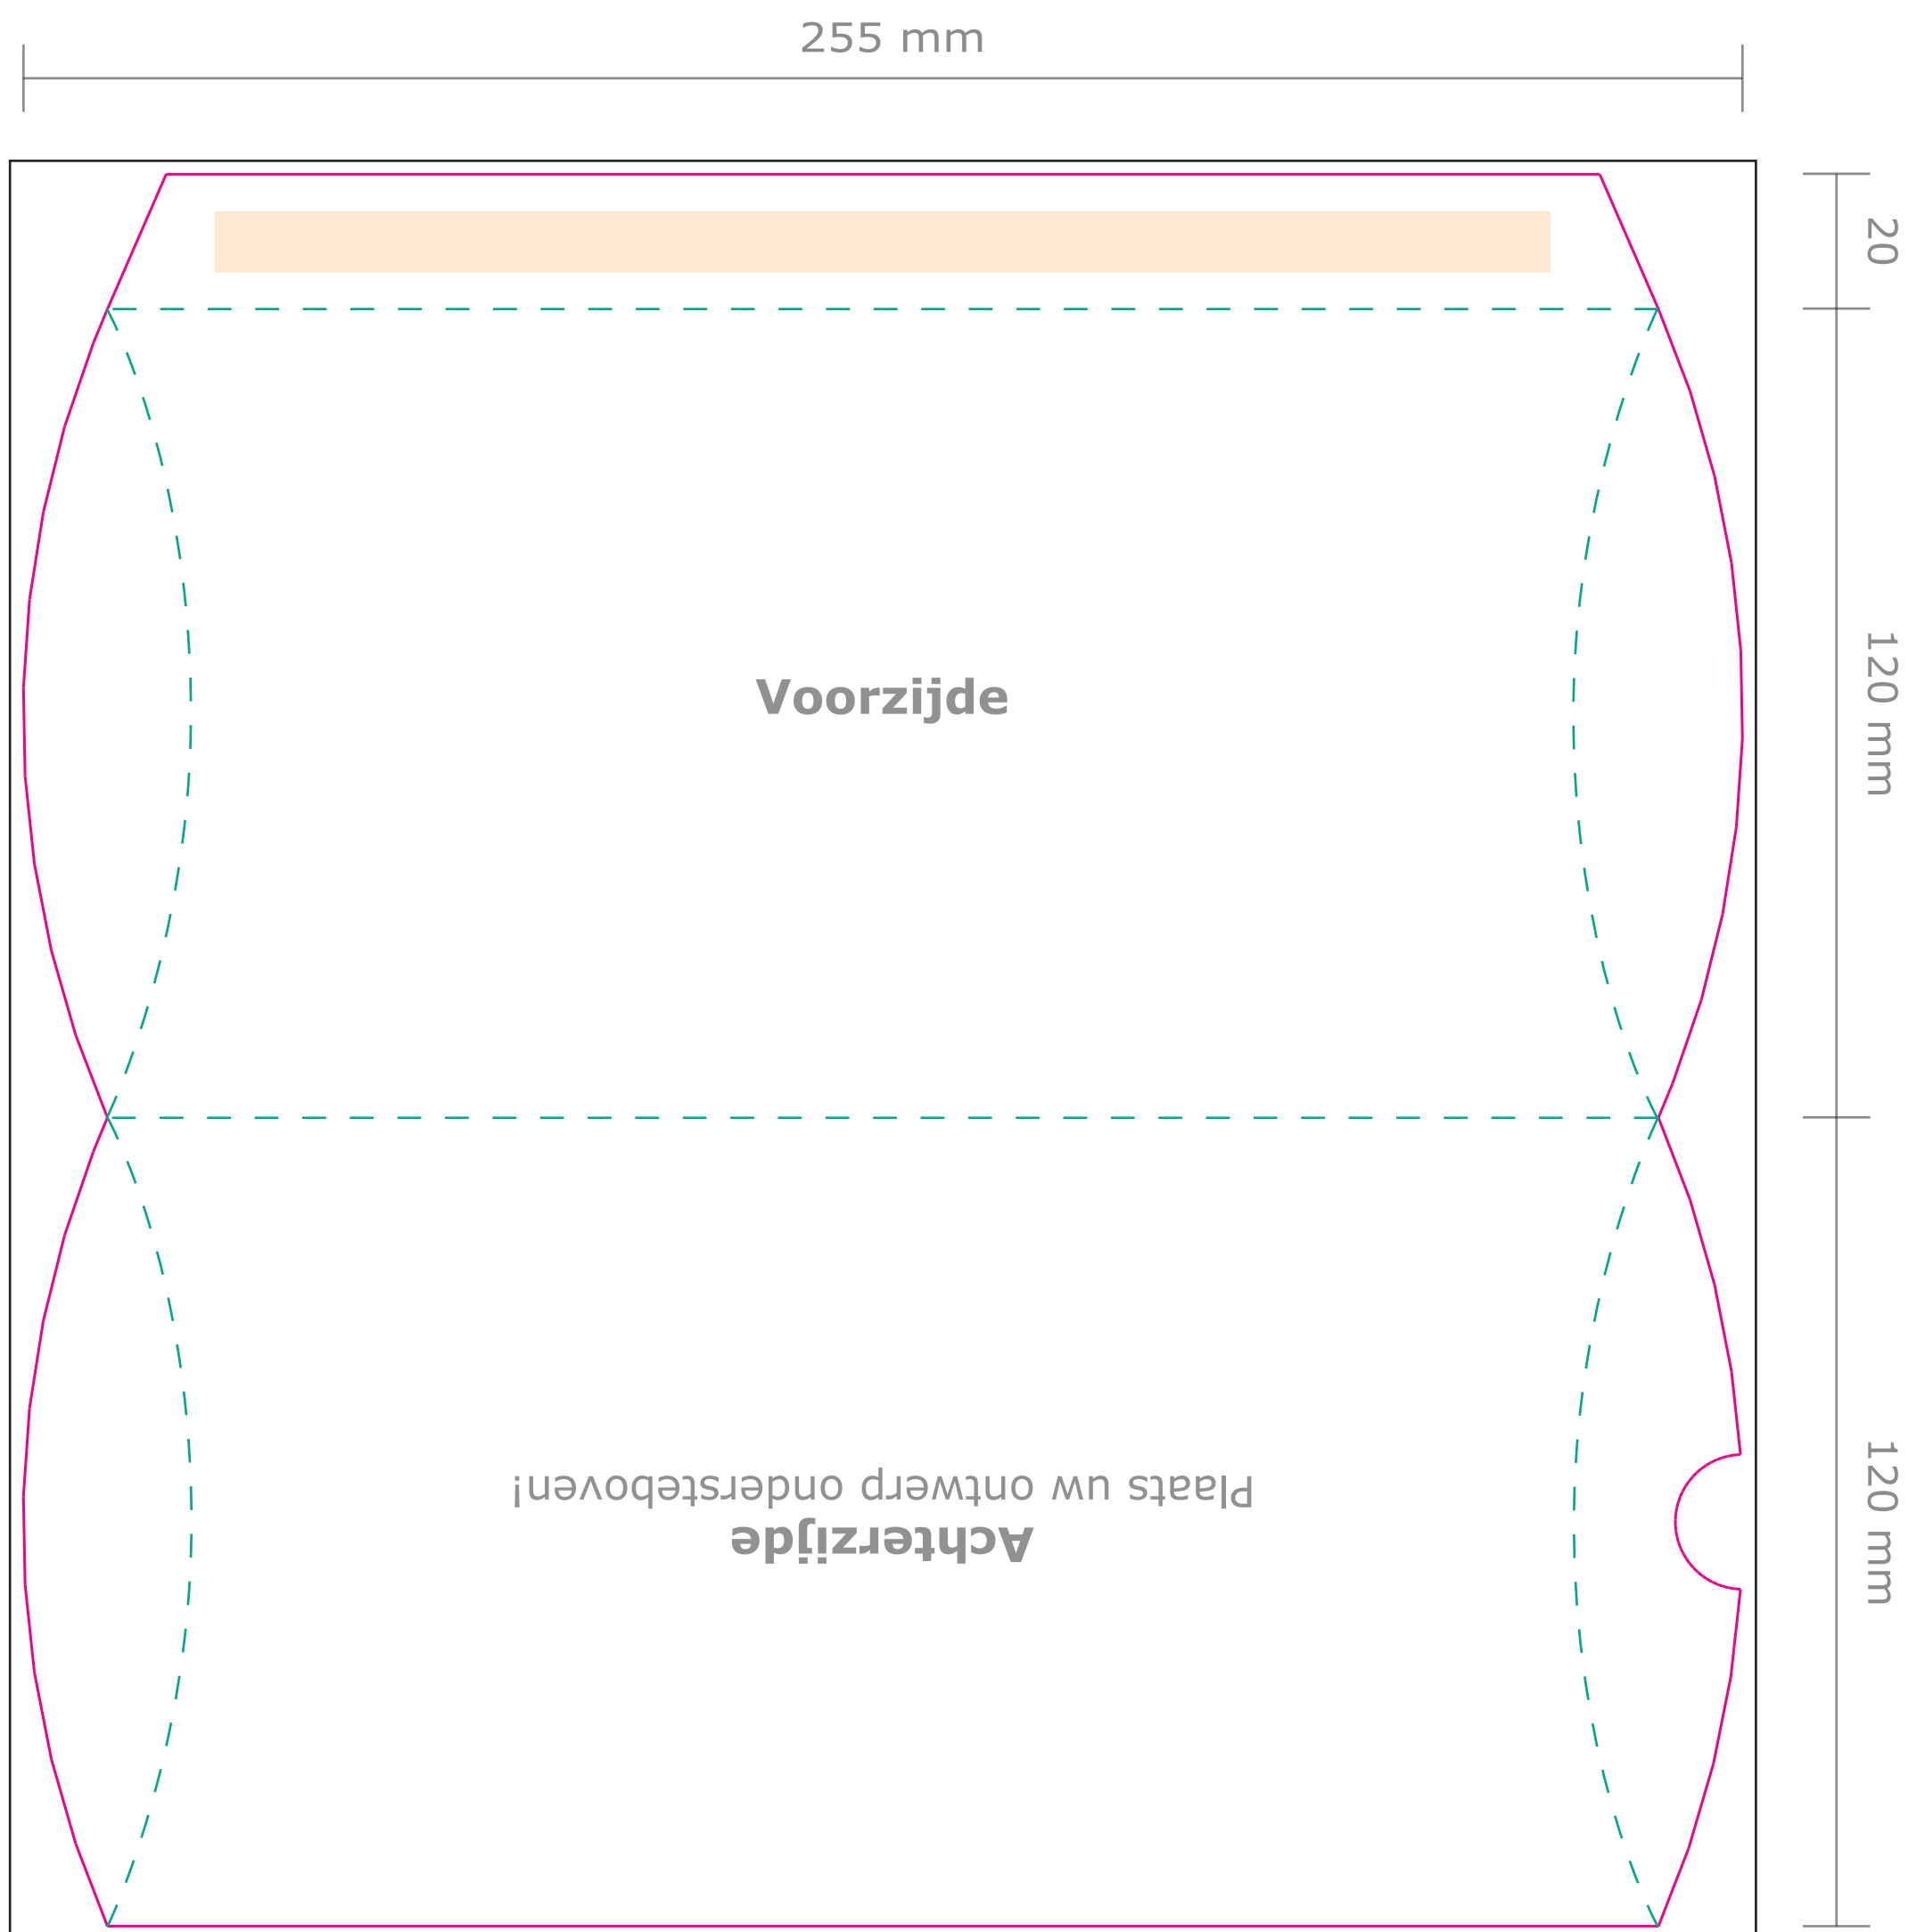 255 mm
20
Voorzijde
120 mm
Achterzijde
Plaats uw ontwerp ondersteboven!
120 mm